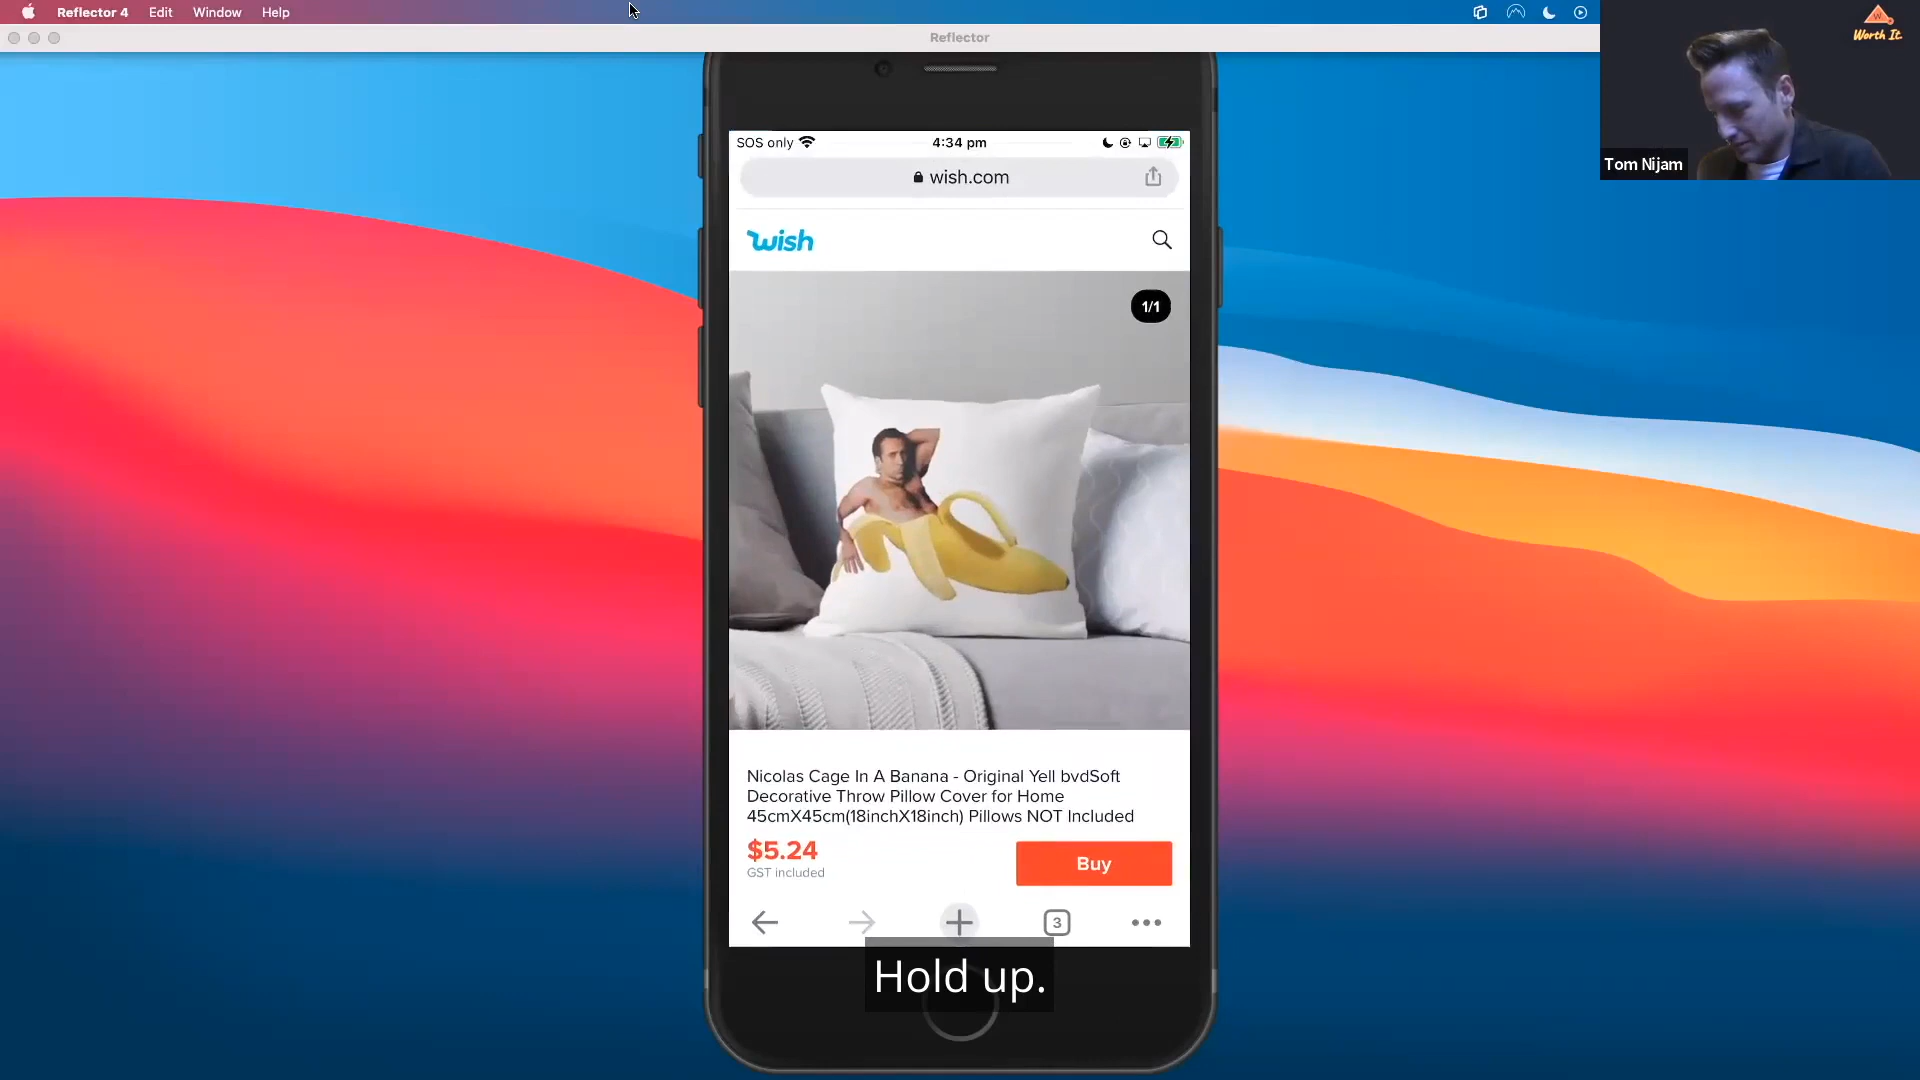 Reflector 4 Edit Window Help
Reflector
W
Worth It.
Tom Nijam
SOS only 4:34 pm
wish.com
wish
1/1
Nicolas Cage In A Banana - Original Yell bvdSoft
Decorative Throw Pillow Cover for Home
45cmX45cm(18inchX18inch) Pillows NOT Included
$5.24
GST included
Buy
3
Hold up.